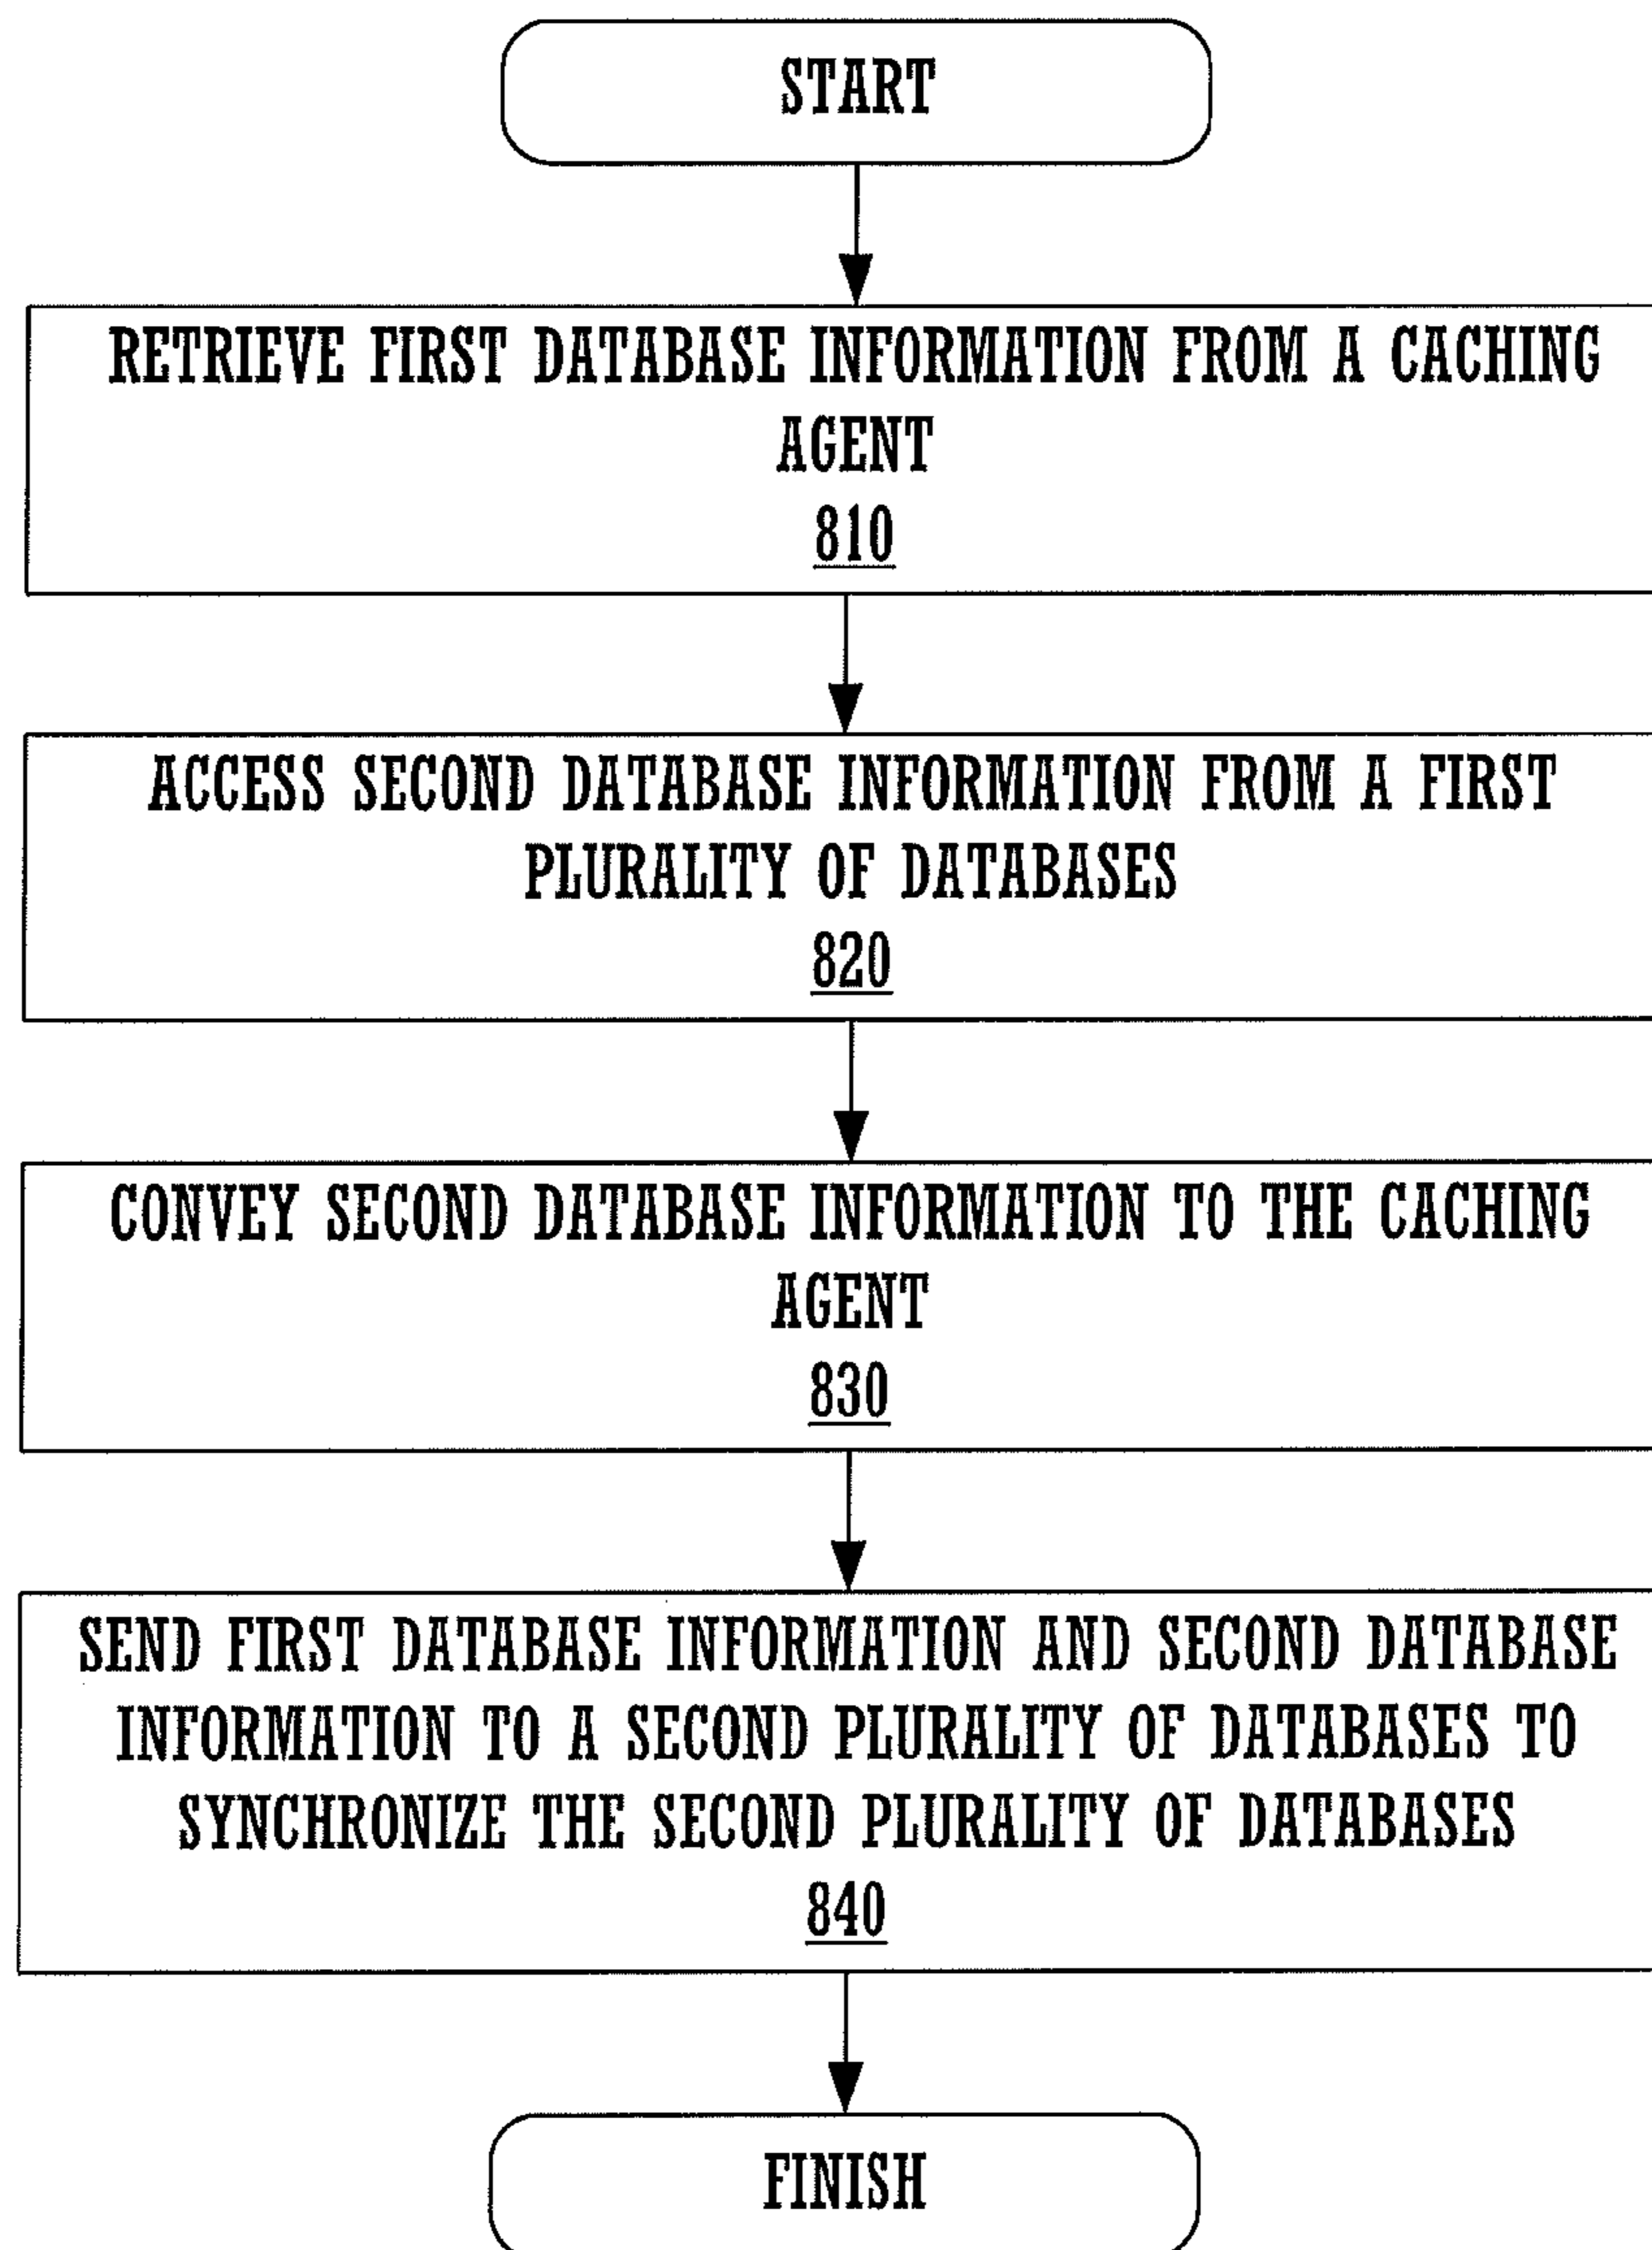 START
RETRIEVE FIRST DATABASE INFORMATION FROM A CACHING
AGENT
810
ACCESS SECOND DATABASE INFORMATION FROM A FIRST
PLURALITY OF DATABASES
820
CONVEY SECOND DATABASE INFORMATION TO THE CACHING
AGENT
830
SEND FIRST DATABASE INFORMATION AND SECOND DATABASE
INFORMATION TO A SECOND PLURALITY OF DATABASES TO
SYNCHRONIZE THE SECOND PLURALITY OF DATABASES
840
FINISH